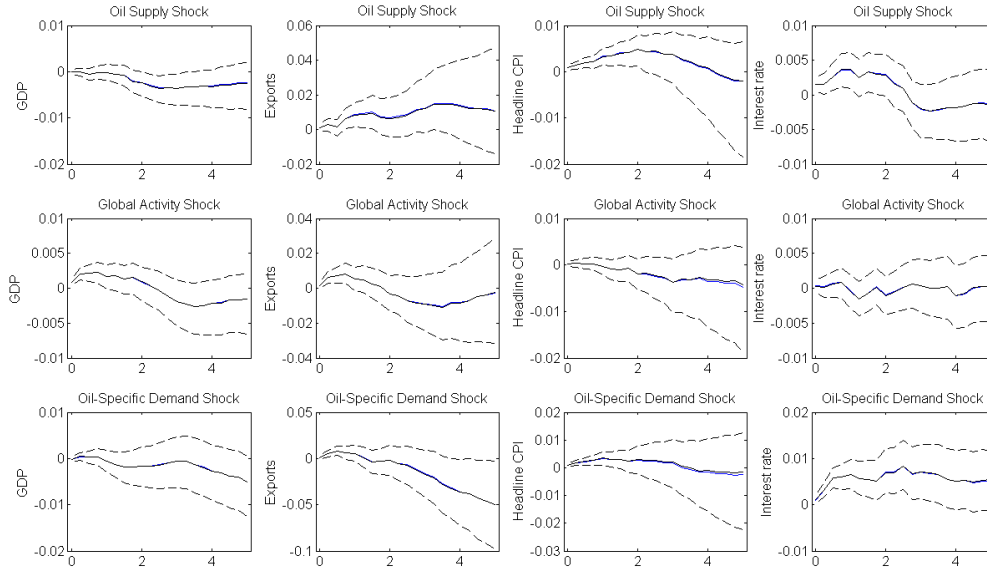 Oil Supply Shock
GDP
0.01
0
-0.01
-0.02
0 2 4
Oil Supply Shock
Exports
0.06
0.04
0.02
0
-0.02
0 2 4
Oil Supply Shock
Headline CPI
0.01
0
-0.01
-0.02
0 2 4
Oil Supply Shock
Interest rate
0.01
0.005
0
-0.005
-0.01
0 2 4
Global Activity Shock
GDP
0.01
0.005
0
-0.005
-0.01
0 2 4
Global Activity Shock
Exports
0.04
0.02
0
-0.02
-0.04
0 2 4
Global Activity Shock
Headline CPI
0.01
0
-0.01
-0.02
0 2 4
Global Activity Shock
Interest rate
0.01
0.005
0
-0.005
-0.01
0 2 4
Oil-Specific Demand Shock
GDP
0.01
0
-0.01
-0.02
0 2 4
Oil-Specific Demand Shock
Exports
0.05
0
-0.05
-0.1
0 2 4
Oil-Specific Demand Shock
Headline CPI
0.02
0.01
0
-0.01
-0.02
-0.03
0 2 4
Oil-Specific Demand Shock
Interest rate
0.02
0.01
0
-0.01
0 2 4